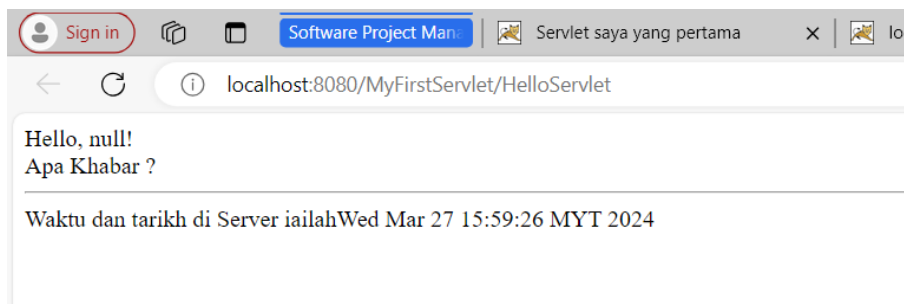 Sign in
Software Project Mana
Servlet saya yang pertama
lo
localhost:8080/MyFirstServlet/HelloServlet
Hello, null!
Apa Khabar ?
Waktu dan tarikh di Server iailahWed Mar 27 15:59:26 MYT 2024